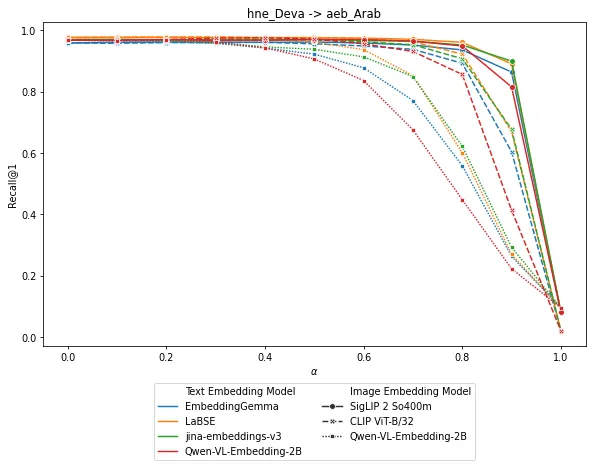 hne_Deva -> aeb_Arab
1.0
0.8
0.6
0.4
0.2
0.0
Recall@1
0.0 0.2 0.4 0.6 0.8 1.0
α
Text Embedding Model
EmbeddingGemma
LaBSE
jina-embeddings-v3
Qwen-VL-Embedding-2B
Image Embedding Model
SigLIP 2 So400m
CLIP ViT-B/32
Qwen-VL-Embedding-2B